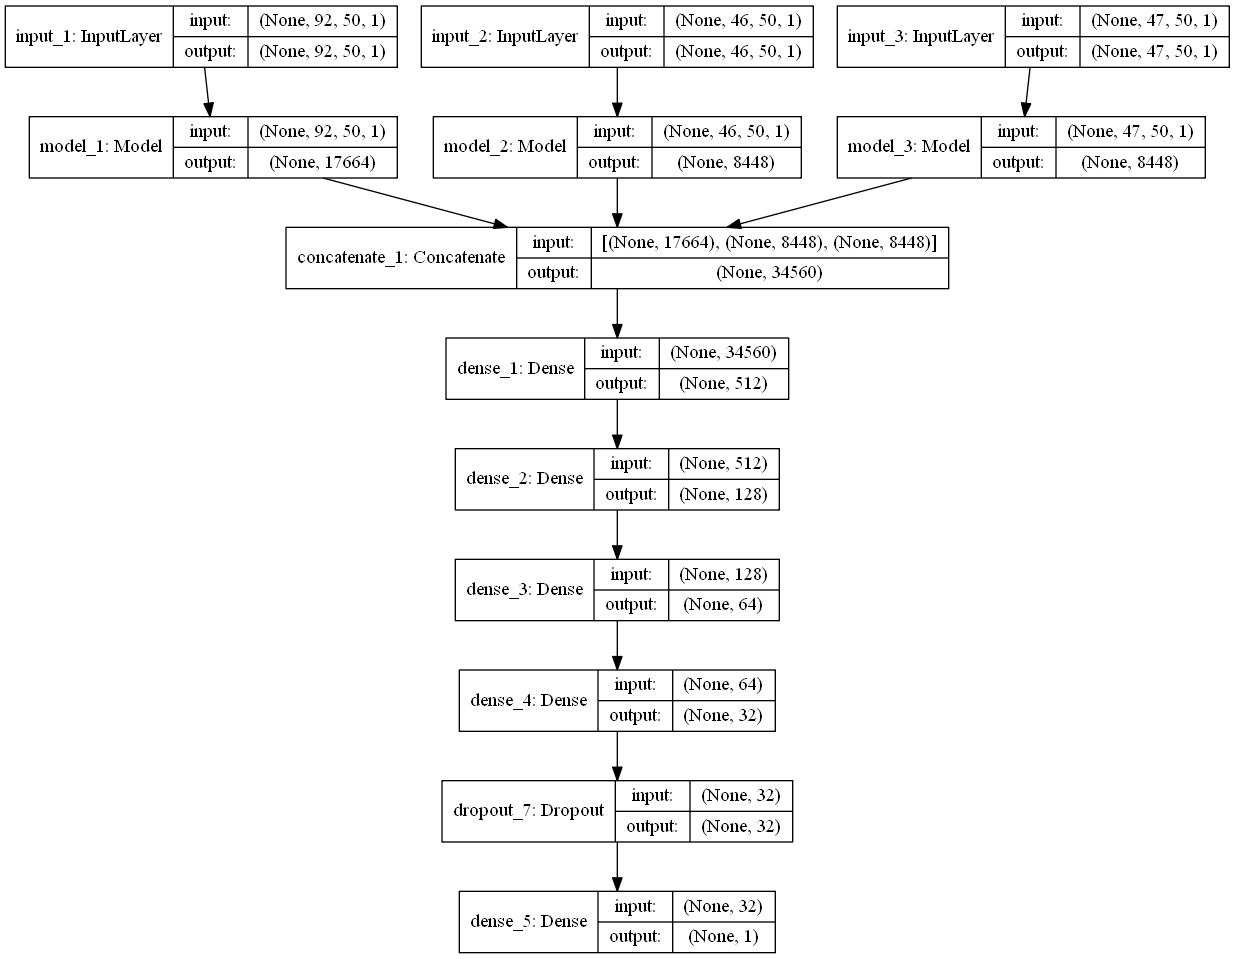 input_1: InputLayer
input: (None, 92, 50, 1)
output: (None, 92, 50, 1)
input_2: InputLayer
input: (None, 46, 50, 1)
output: (None, 46, 50, 1)
input_3: InputLayer
input: (None, 47, 50, 1)
output: (None, 47, 50, 1)
model_1: Model
input: (None, 92, 50, 1)
output: (None, 17664)
model_2: Model
input: (None, 46, 50, 1)
output: (None, 8448)
model_3: Model
input: (None, 47, 50, 1)
output: (None, 8448)
concatenate_1: Concatenate
input: [(None, 17664), (None, 8448), (None, 8448)]
output: (None, 34560)
dense_1: Dense
input: (None, 34560)
output: (None, 512)
dense_2: Dense
input: (None, 512)
output: (None, 128)
dense_3: Dense
input: (None, 128)
output: (None, 64)
dense_4: Dense
input: (None, 64)
output: (None, 32)
dropout_7: Dropout
input: (None, 32)
output: (None, 32)
dense_5: Dense
input: (None, 32)
output: (None, 1)